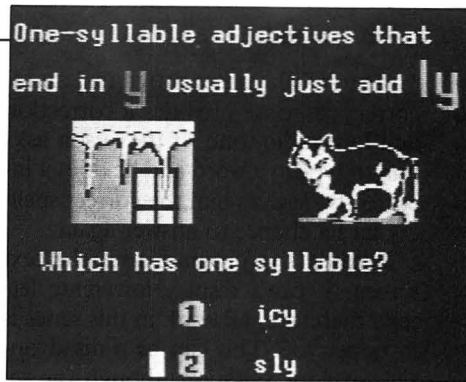 One-syllable adjectives that
end in y usually just add ly
Which has one syllable?
1 icy
2 sly